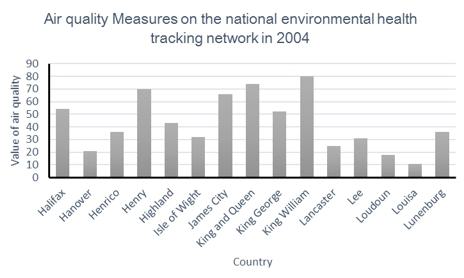 Air quality Measures on the national environmental health
tracking network in 2004
Value of air quality
90
80
70
60
50
40
30
20
10
0
Halifax
Hanover
Henrico
Henry
Highland
Isle of Wight
James City
King and Queen
King George
King William
Lancaster
Lee
Loudoun
Louisa
Lunenburg
Country